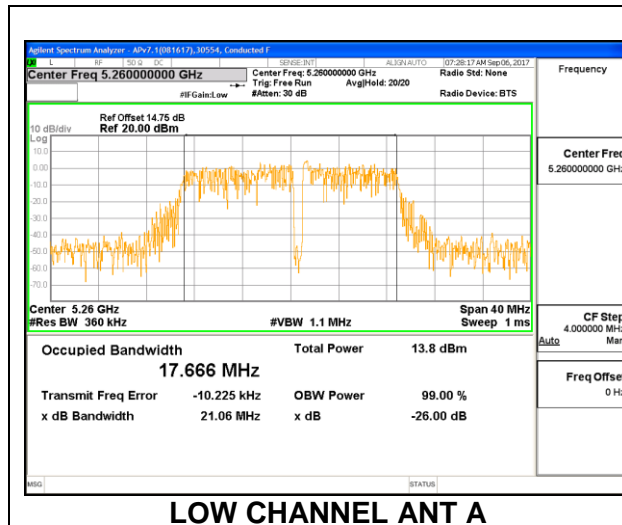 Agilent Spectrum Analyzer - APv7.1(081617),30554, Conducted F
L RF 50 Ω DC SENSE:INT ALIGN AUTO 07:28:17 AM Sep 06, 2017
Center Freq 5.260000000 GHz Center Freq: 5.260000000 GHz Radio Std: None Frequency
Trig: Free Run Avg|Hold: 20/20
#IFGain:Low #Atten: 30 dB Radio Device: BTS
Ref Offset 14.75 dB
10 dB/div Ref 20.00 dBm
Log
10.0
0.00
-10.0
-20.0
-30.0
-40.0
-50.0
-60.0
-70.0
Center Freq
5.260000000 GHz
Center 5.26 GHz Span 40 MHz
#Res BW 360 kHz #VBW 1.1 MHz Sweep 1 ms
CF Step
4.000000 MHz
Auto Man
Occupied Bandwidth Total Power 13.8 dBm
17.666 MHz
Transmit Freq Error -10.225 kHz OBW Power 99.00 %
x dB Bandwidth 21.06 MHz x dB -26.00 dB
Freq Offset
0 Hz
MSG STATUS
LOW CHANNEL ANT A